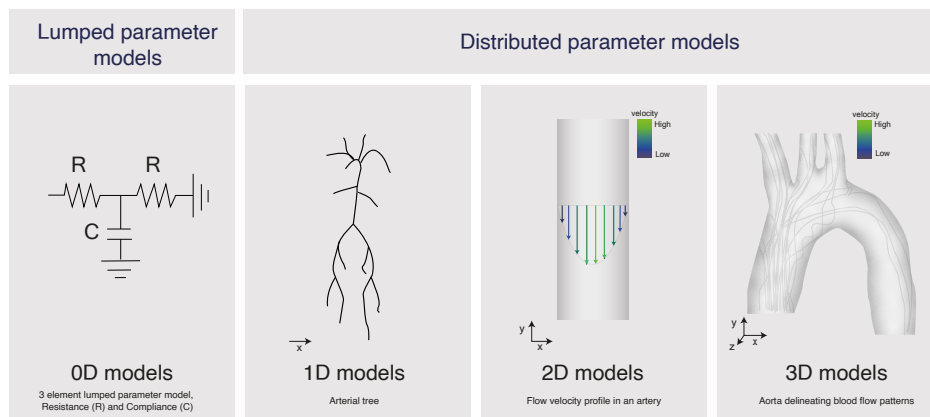 Lumped parameter
models
Distributed parameter models
R
R
C
0D models
3 element lumped parameter model,
Resistance (R) and Compliance (C)
x
1D models
Arterial tree
velocity
High
Low
y
x
2D models
Flow velocity profile in an artery
velocity
High
Low
y
x
z
3D models
Aorta delineating blood flow patterns